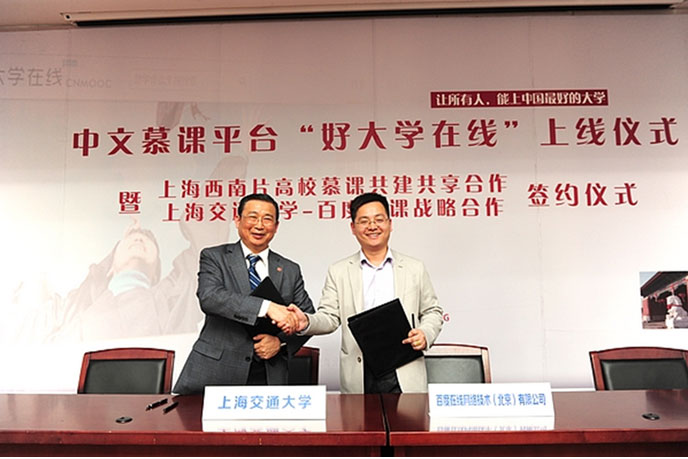 大学在线
CNMOOC
让所有人，能上中国最好的大学
中文慕课平台“好大学在线”上线仪式
暨
上海西南片高校慕课共建共享合作
上海交通 学-百度 课战略合作
签约仪式
上海交通大学
百度在线网络技术（北京）有限公司